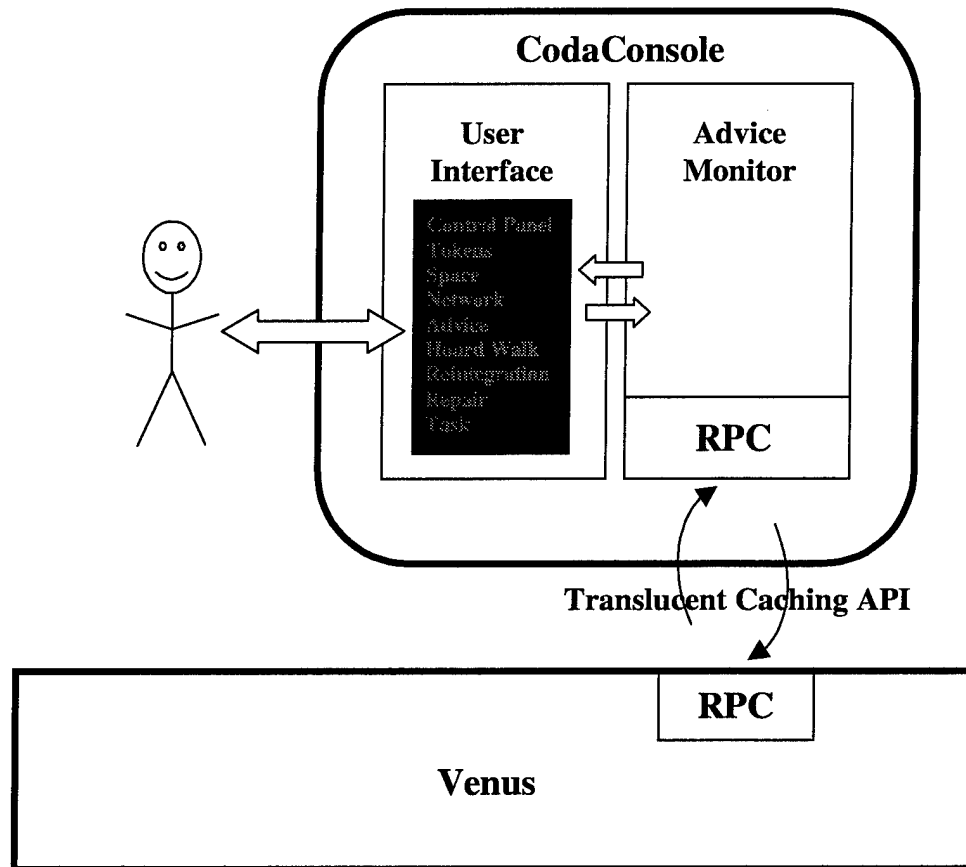 CodaConsole
User
Interface
Control Panel
Tokens
Space
Network
Advice
Hoard Walk
Reintegration
Repair
Task
Advice
Monitor
RPC
Translucent Caching API
RPC
Venus